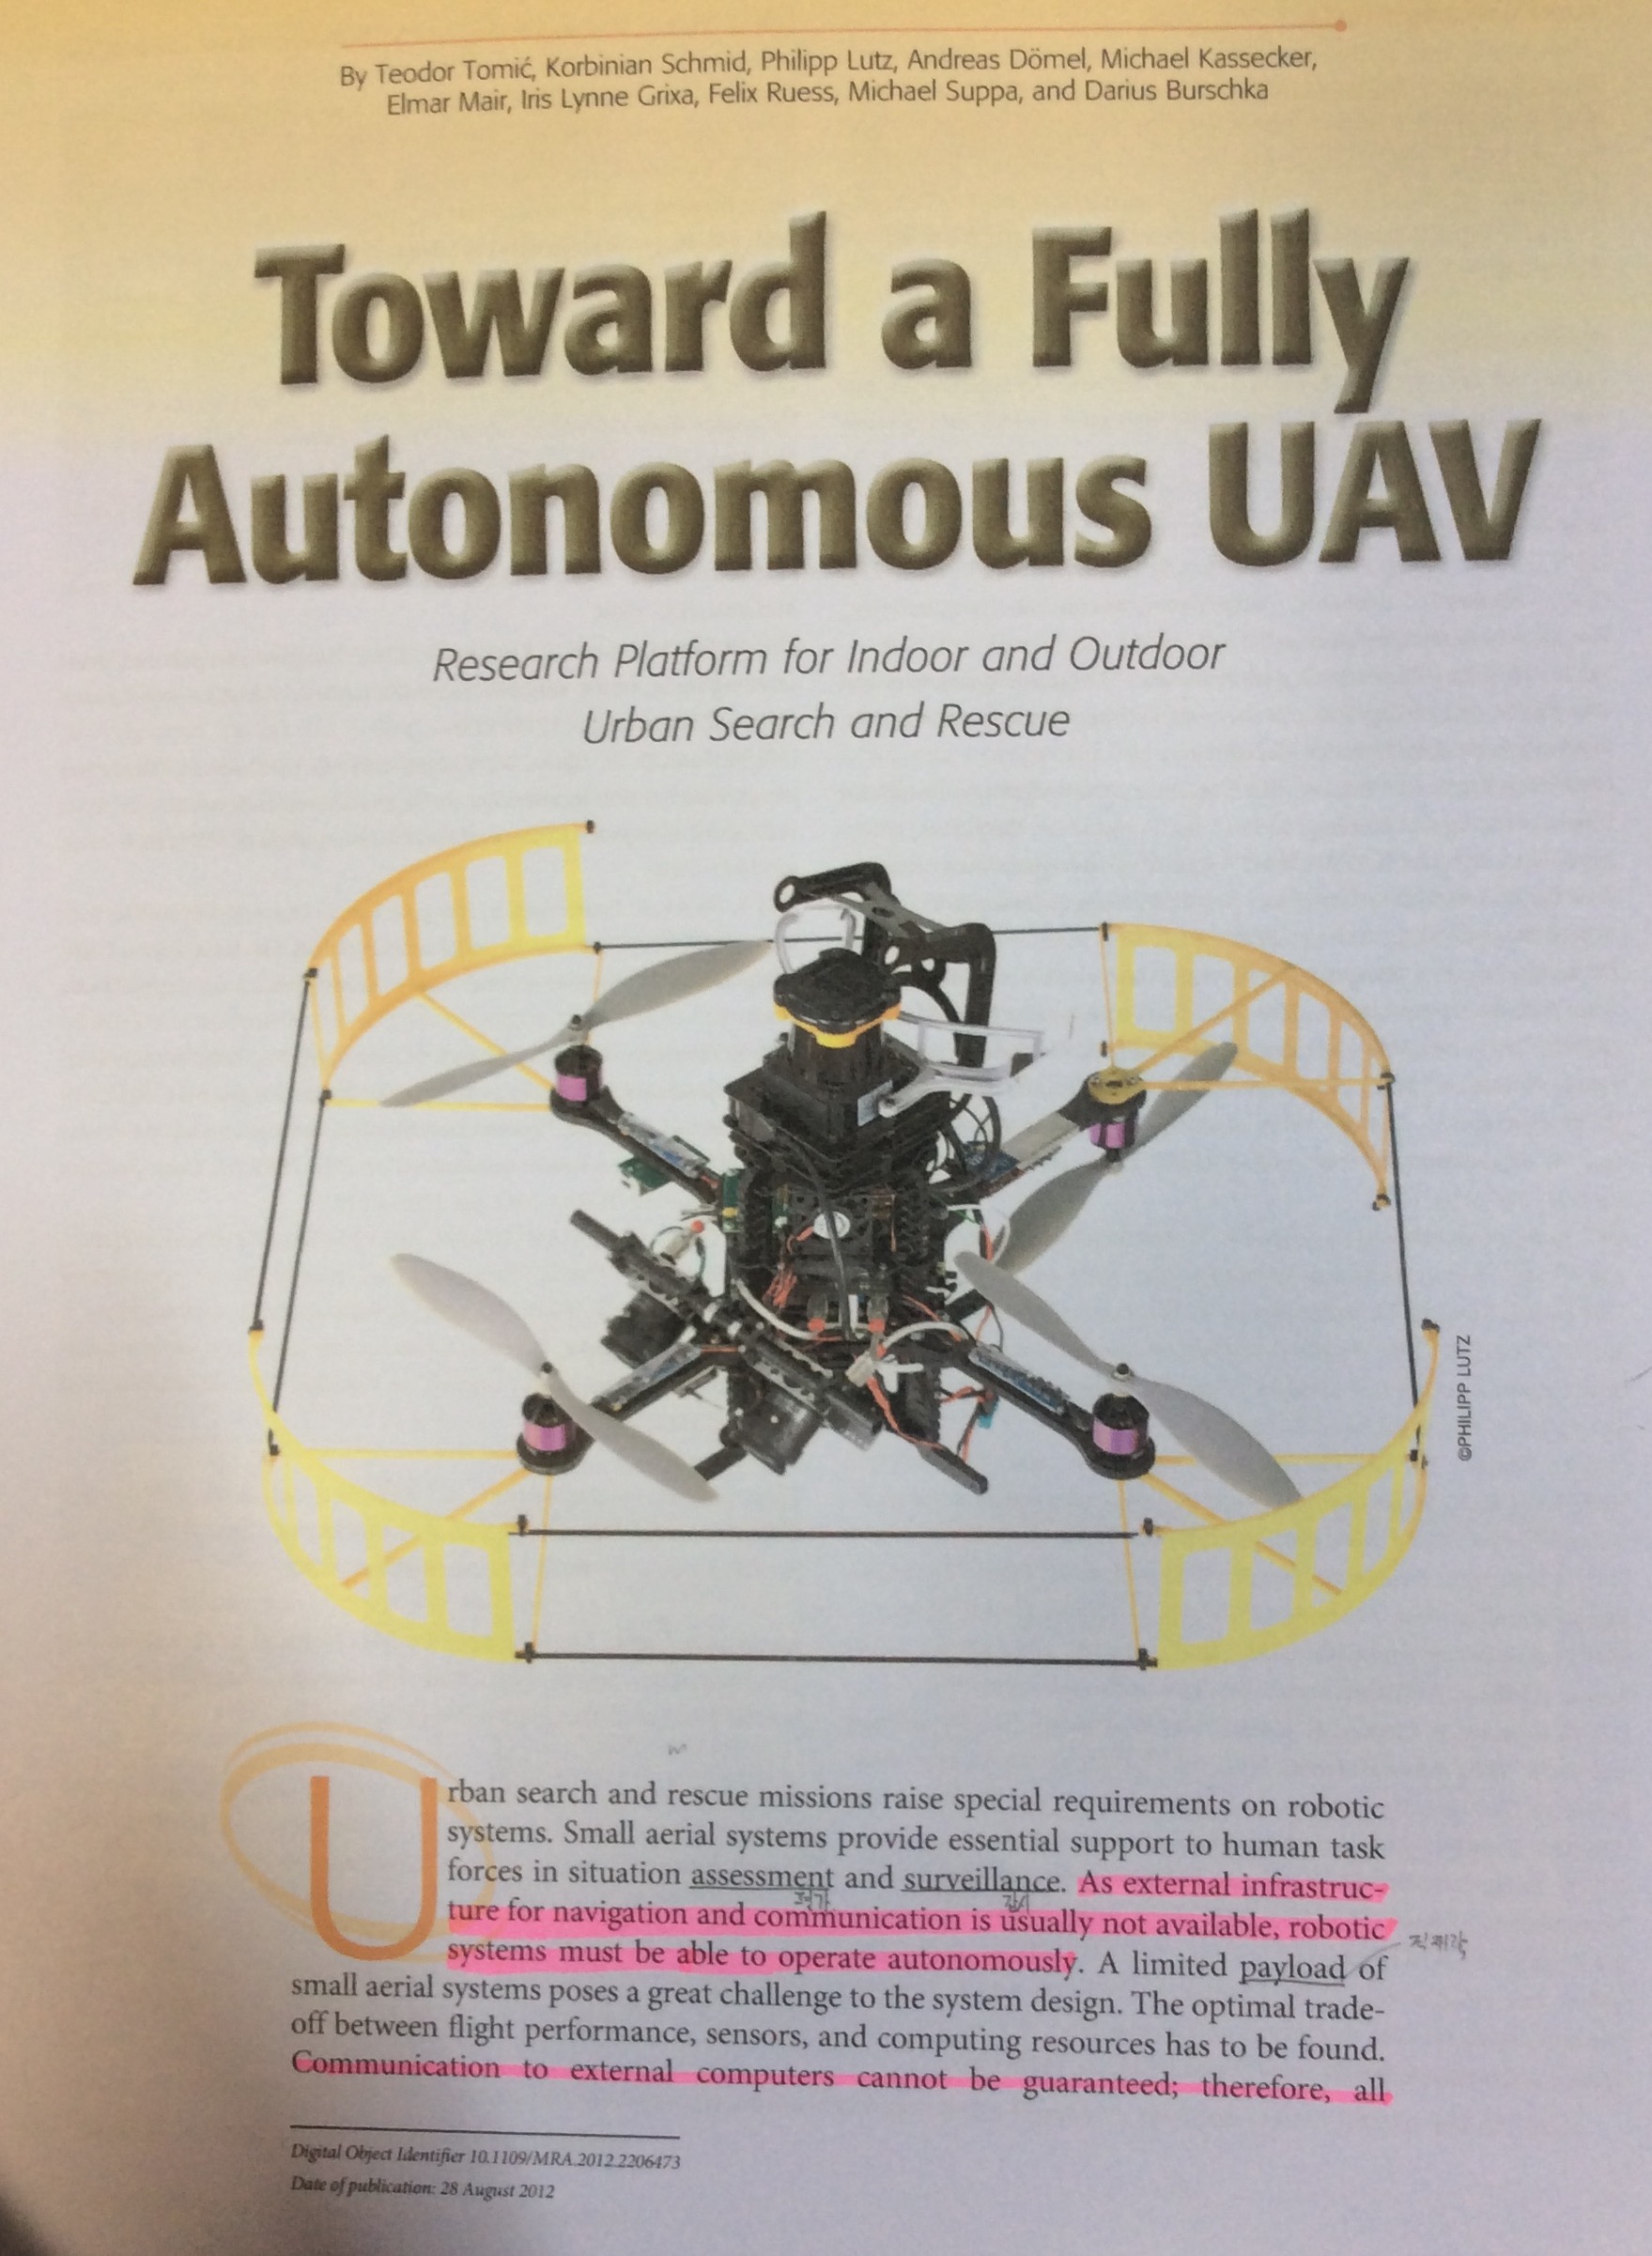 By Teodor Tomić, Korbinian Schmid, Philipp Lutz, Andreas Dömel, Michael Kassecker,
Elmar Mair, Iris Lynne Grixa, Felix Ruess, Michael Suppa, and Darius Burschka
Toward a Fully
Autonomous UAV
Research Platform for Indoor and Outdoor
Urban Search and Rescue
©PHILIPP LUTZ
Urban search and rescue missions raise special requirements on robotic
systems. Small aerial systems provide essential support to human task
forces in situation assessment and surveillance. As external infrastruc-
평가 감시
ture for navigation and communication is usually not available, robotic
systems must be able to operate autonomously. A limited payload of
small aerial systems poses a great challenge to the system design. The optimal trade-
off between flight performance, sensors, and computing resources has to be found.
Communication to external computers cannot be guaranteed; therefore, all
Digital Object Identifier 10.1109/MRA.2012.2206473
Date of publication: 28 August 2012